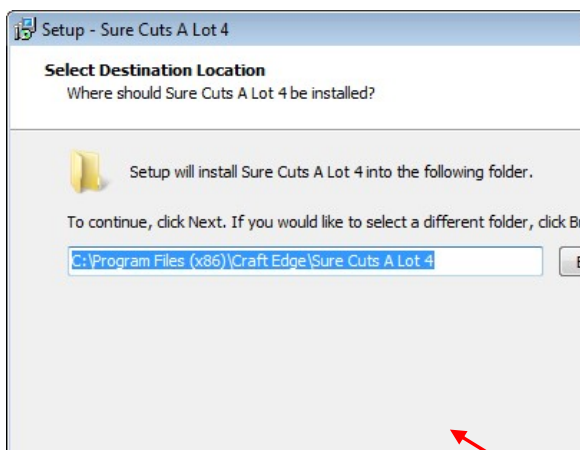 Setup - Sure Cuts A Lot 4
Select Destination Location
Where should Sure Cuts A Lot 4 be installed?
Setup will install Sure Cuts A Lot 4 into the following folder.
To continue, click Next. If you would like to select a different folder, click
C:\Program Files (x86)\Craft Edge\Sure Cuts A Lot 4